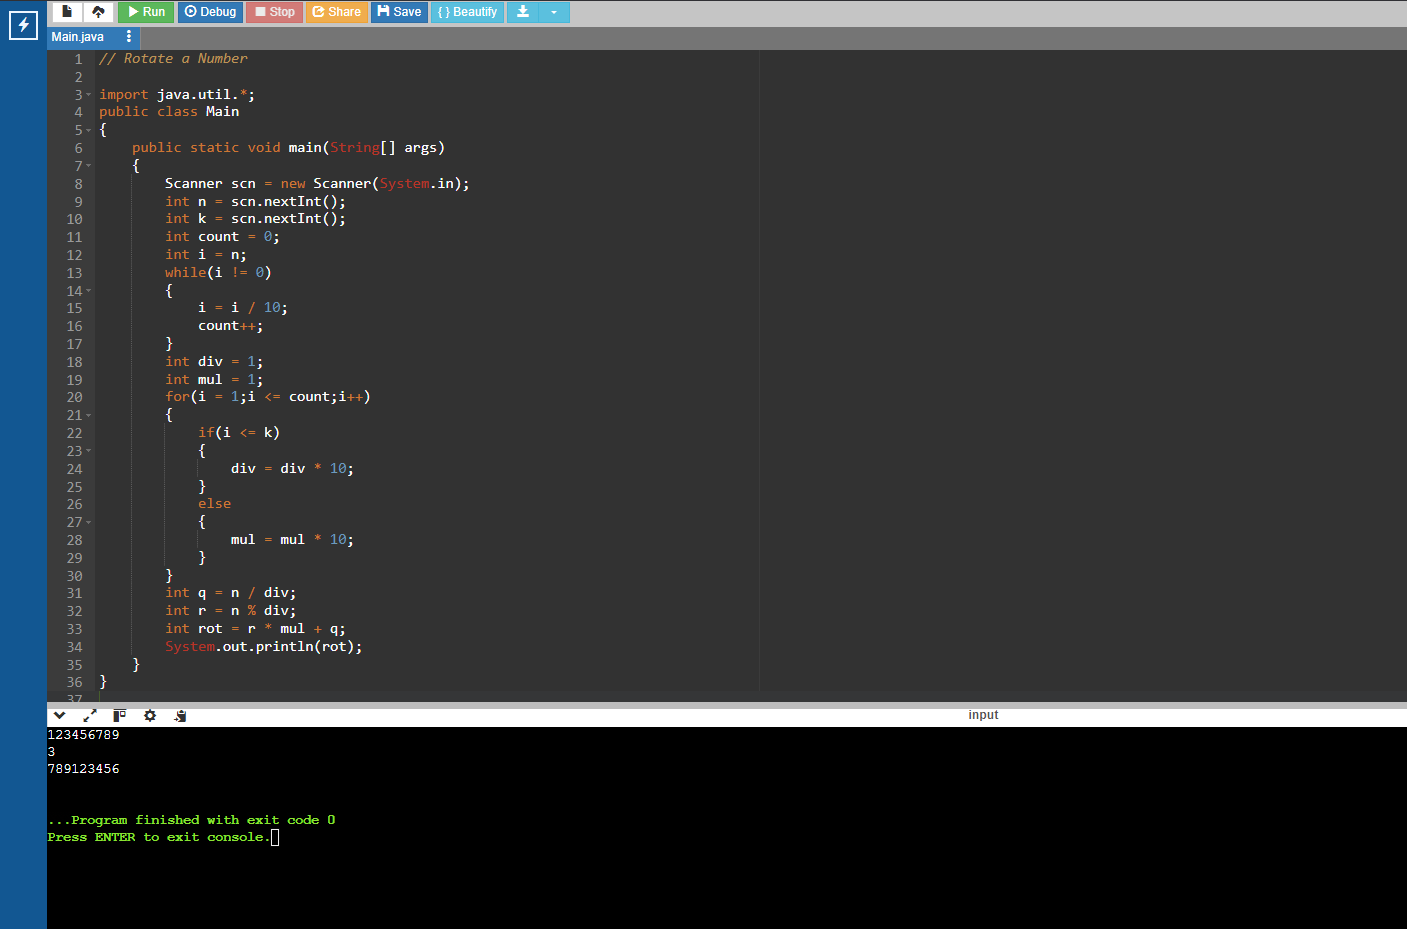 Run Debug Stop Share Save { } Beautify
Main.java
1 // Rotate a Number
2
3 import java.util.*;
4 public class Main
5 {
6     public static void main(String[] args)
7     {
8         Scanner scn = new Scanner(System.in);
9         int n = scn.nextInt();
10         int k = scn.nextInt();
11         int count = 0;
12         int i = n;
13         while(i != 0)
14         {
15             i = i / 10;
16             count++;
17         }
18         int div = 1;
19         int mul = 1;
20         for(i = 1;i <= count;i++)
21         {
22             if(i <= k)
23             {
24                 div = div * 10;
25             }
26             else
27             {
28                 mul = mul * 10;
29             }
30         }
31         int q = n / div;
32         int r = n % div;
33         int rot = r * mul + q;
34         System.out.println(rot);
35     }
36 }
37
input
123456789
3
789123456
...Program finished with exit code 0
Press ENTER to exit console.